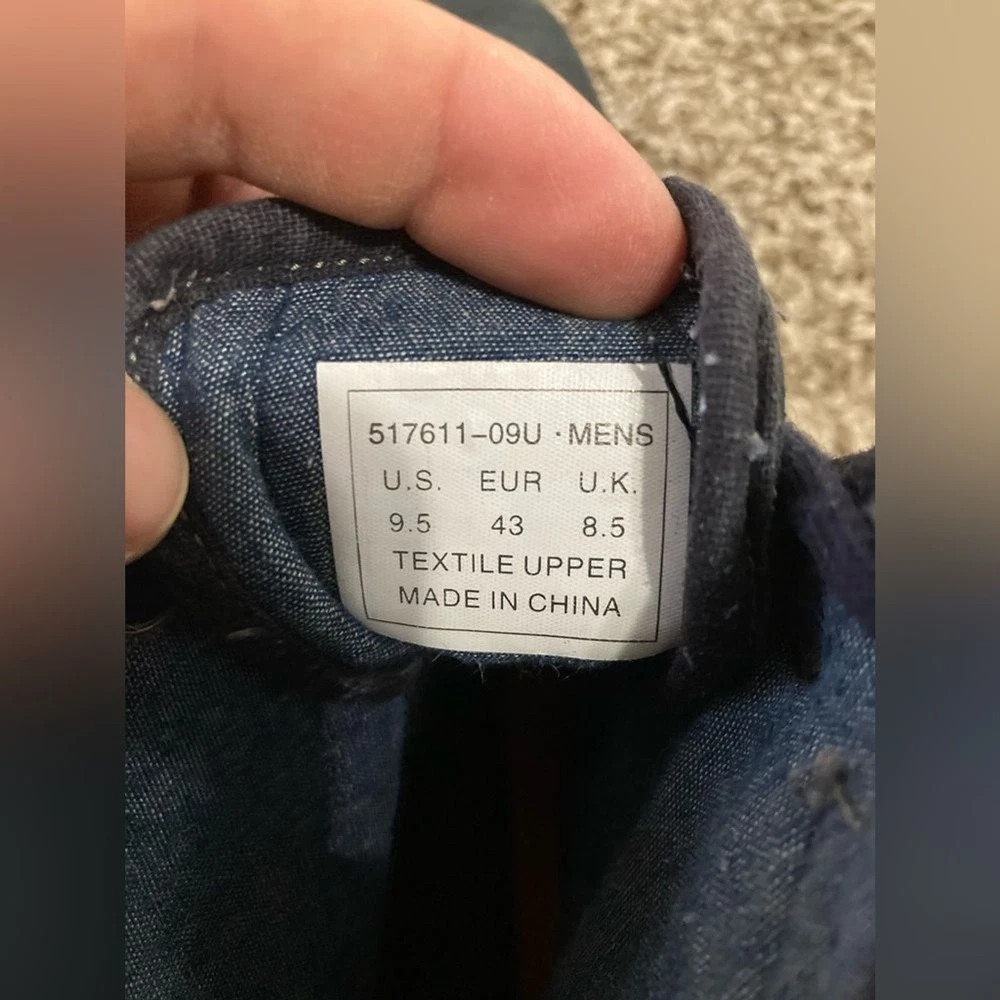 517611-09U · MENS
U.S. EUR U.K.
9.5 43 8.5
TEXTILE UPPER
MADE IN CHINA